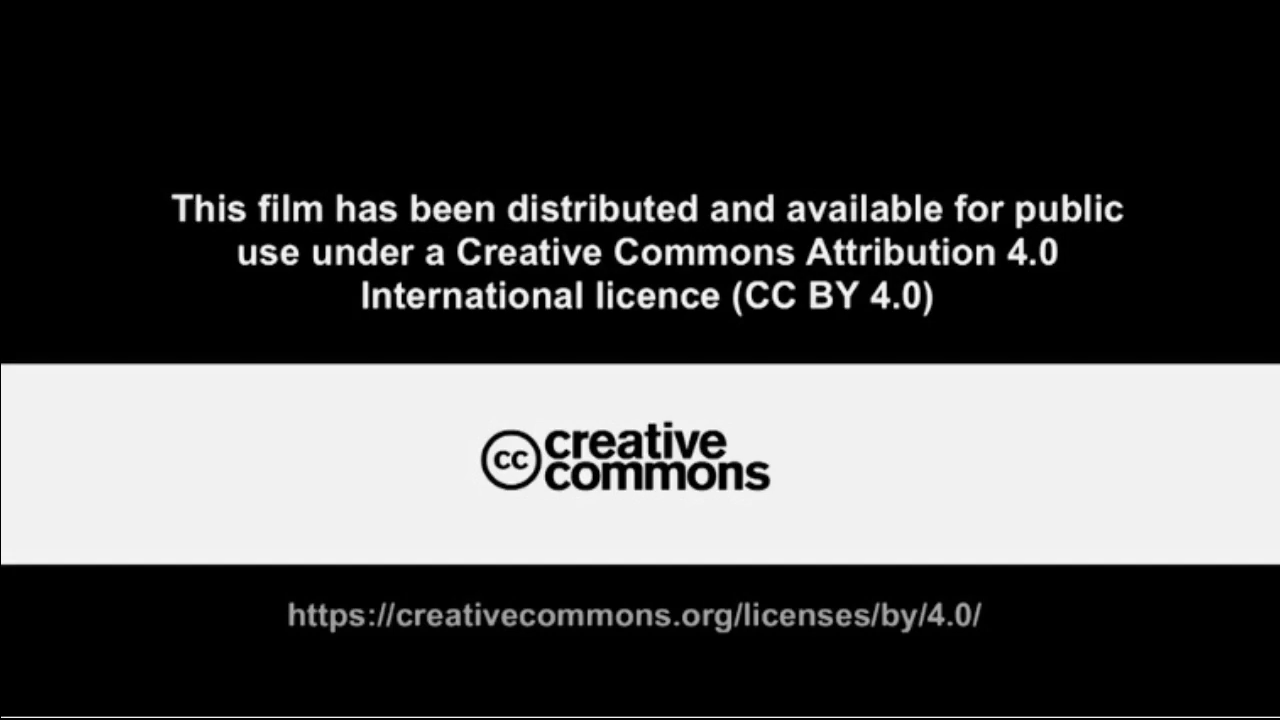 This film has been distributed and available for public
use under a Creative Commons Attribution 4.0
International licence (CC BY 4.0)
cc creative
commons
https://creativecommons.org/licenses/by/4.0/